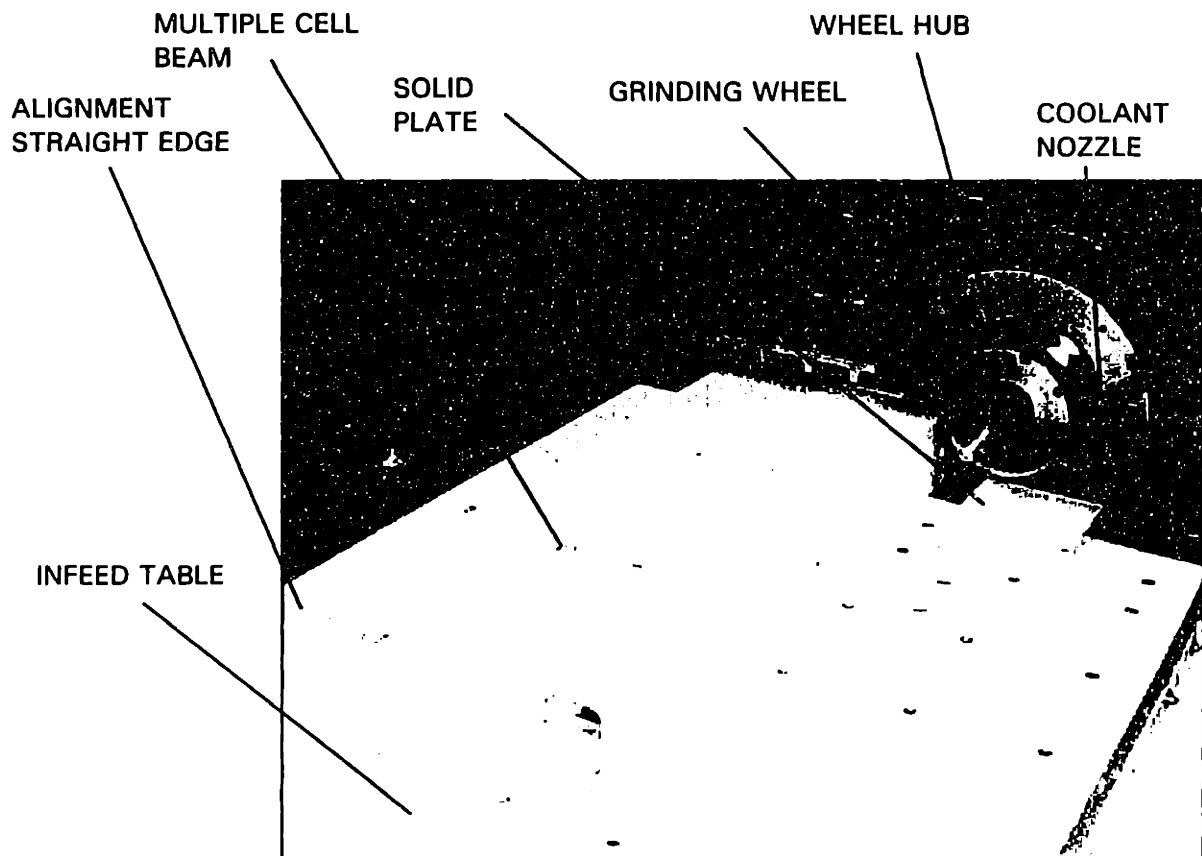 MULTIPLE CELL
BEAM
WHEEL HUB
ALIGNMENT
STRAIGHT EDGE
SOLID
PLATE
GRINDING WHEEL
COOLANT
NOZZLE
INFEED TABLE